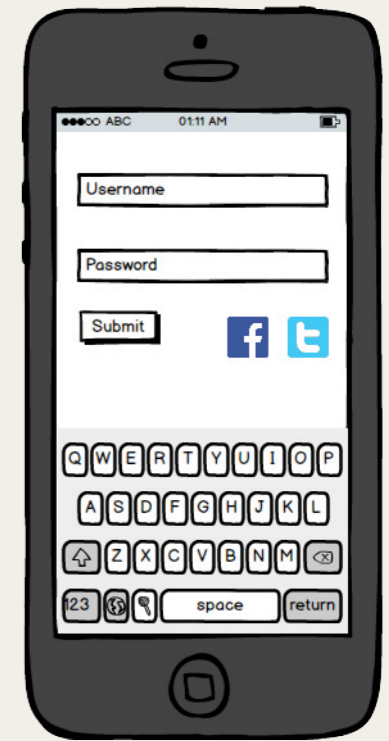 ABC 01:11 AM
Username
Password
Submit f t
Q W E R T Y U I O P
A S D F G H J K L
Z X C V B N M
123 space return